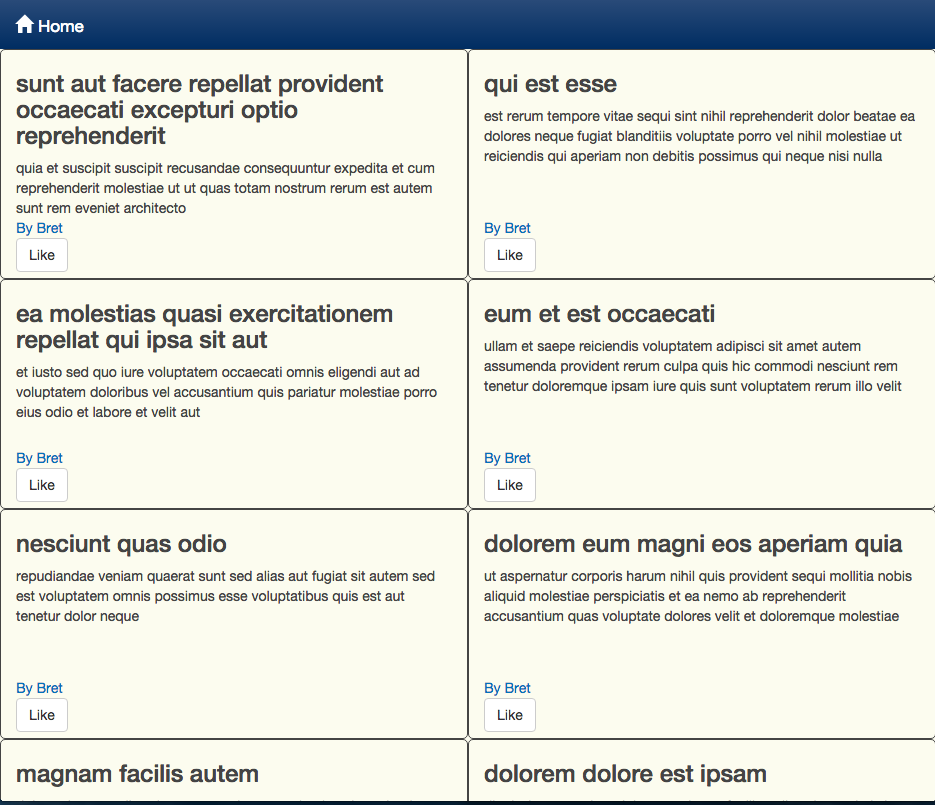 Home
sunt aut facere repellat provident
occaecati excepturi optio
reprehenderit
quia et suscipit suscipit recusandae consequuntur expedita et cum
reprehenderit molestiae ut ut quas totam nostrum rerum est autem
sunt rem eveniet architecto
By Bret
Like
qui est esse
est rerum tempore vitae sequi sint nihil reprehenderit dolor beatae ea
dolores neque fugiat blanditiis voluptate porro vel nihil molestiae ut
reiciendis qui aperiam non debitis possimus qui neque nisi nulla
By Bret
Like
ea molestias quasi exercitationem
repellat qui ipsa sit aut
et iusto sed quo iure voluptatem occaecati omnis eligendi aut ad
voluptatem doloribus vel accusantium quis pariatur molestiae porro
eius odio et labore et velit aut
By Bret
Like
eum et est occaecati
ullam et saepe reiciendis voluptatem adipisci sit amet autem
assumenda provident rerum culpa quis hic commodi nesciunt rem
tenetur doloremque ipsam iure quis sunt voluptatem rerum illo velit
By Bret
Like
nesciunt quas odio
repudiandae veniam quaerat sunt sed alias aut fugiat sit autem sed
est voluptatem omnis possimus esse voluptatibus quis est aut
tenetur dolor neque
By Bret
Like
dolorem eum magni eos aperiam quia
ut aspernatur corporis harum nihil quis provident sequi mollitia nobis
aliquid molestiae perspiciatis et ea nemo ab reprehenderit
accusantium quas voluptate dolores velit et doloremque molestiae
By Bret
Like
magnam facilis autem
dolorem dolore est ipsam